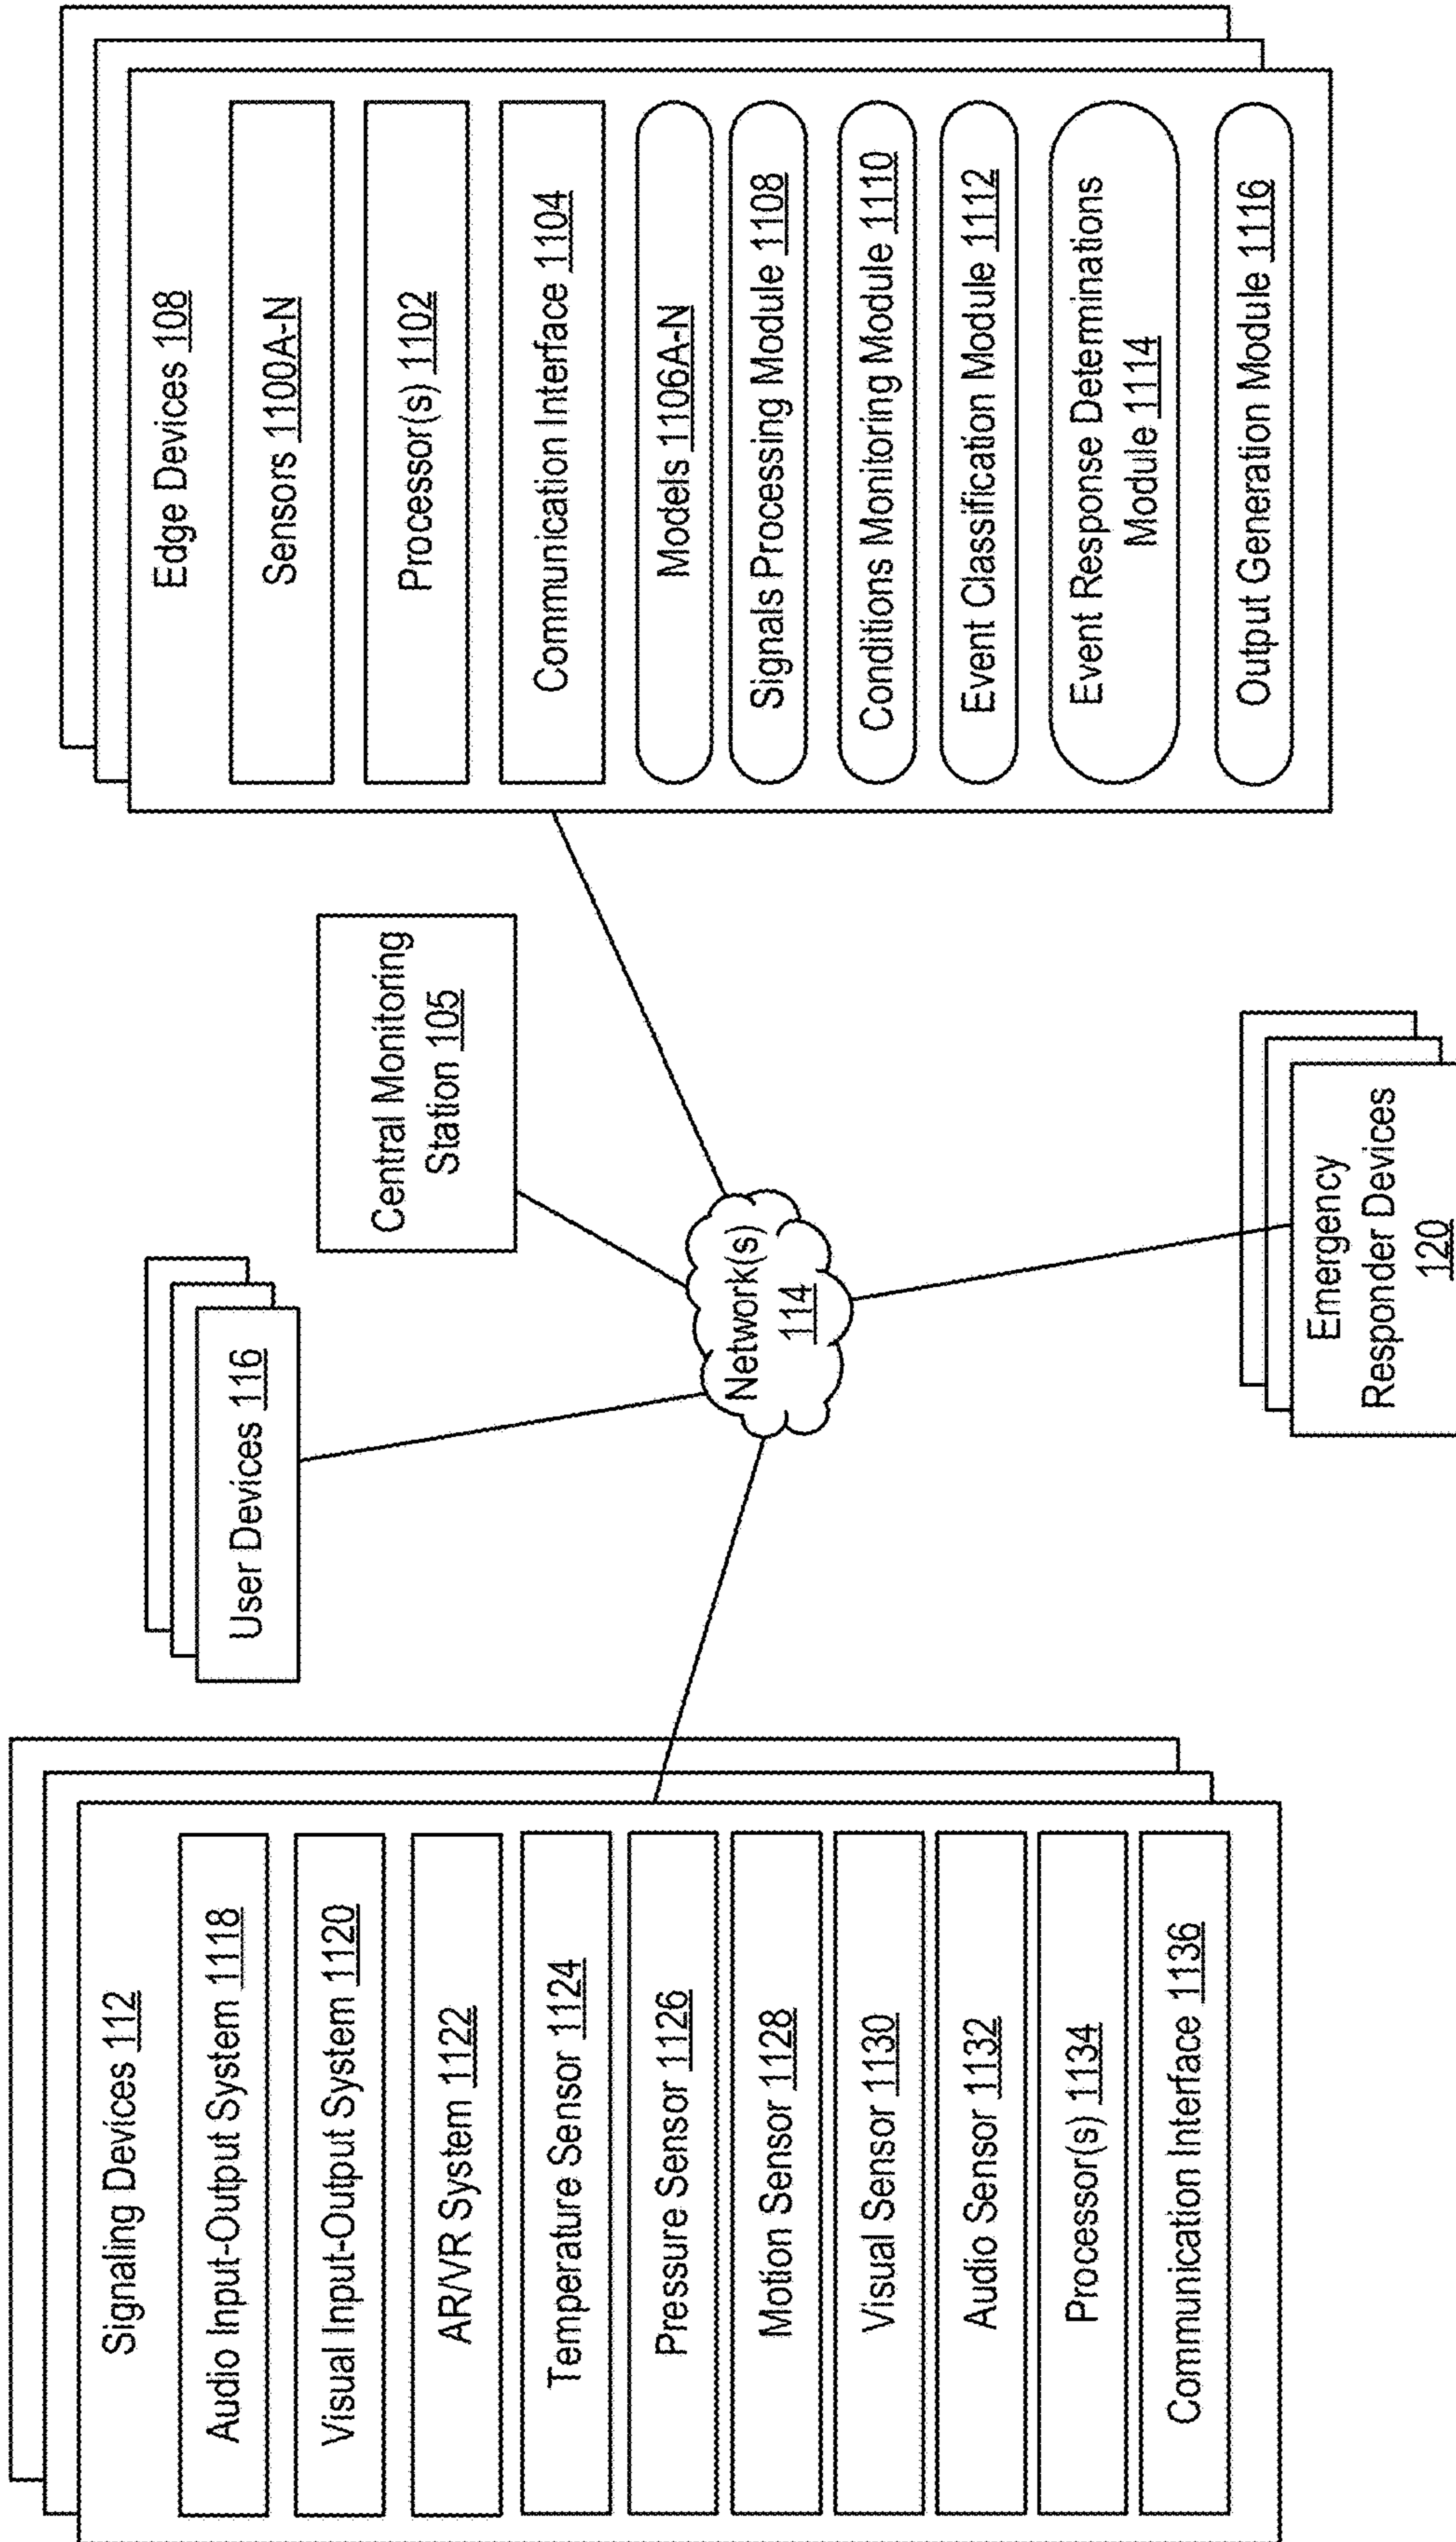 Signaling Devices 112
Audio Input-Output System 1118
Visual Input-Output System 1120
AR/VR System 1122
Temperature Sensor 1124
Pressure Sensor 1126
Motion Sensor 1128
Visual Sensor 1130
Audio Sensor 1132
Processor(s) 1134
Communication Interface 1136
User Devices 116
Central Monitoring
Station 105
Network(s)
114
Emergency
Responder Devices
120
Edge Devices 108
Sensors 1100A-N
Processor(s) 1102
Communication Interface 1104
Models 1106A-N
Signals Processing Module 1108
Conditions Monitoring Module 1110
Event Classification Module 1112
Event Response Determinations
Module 1114
Output Generation Module 1116